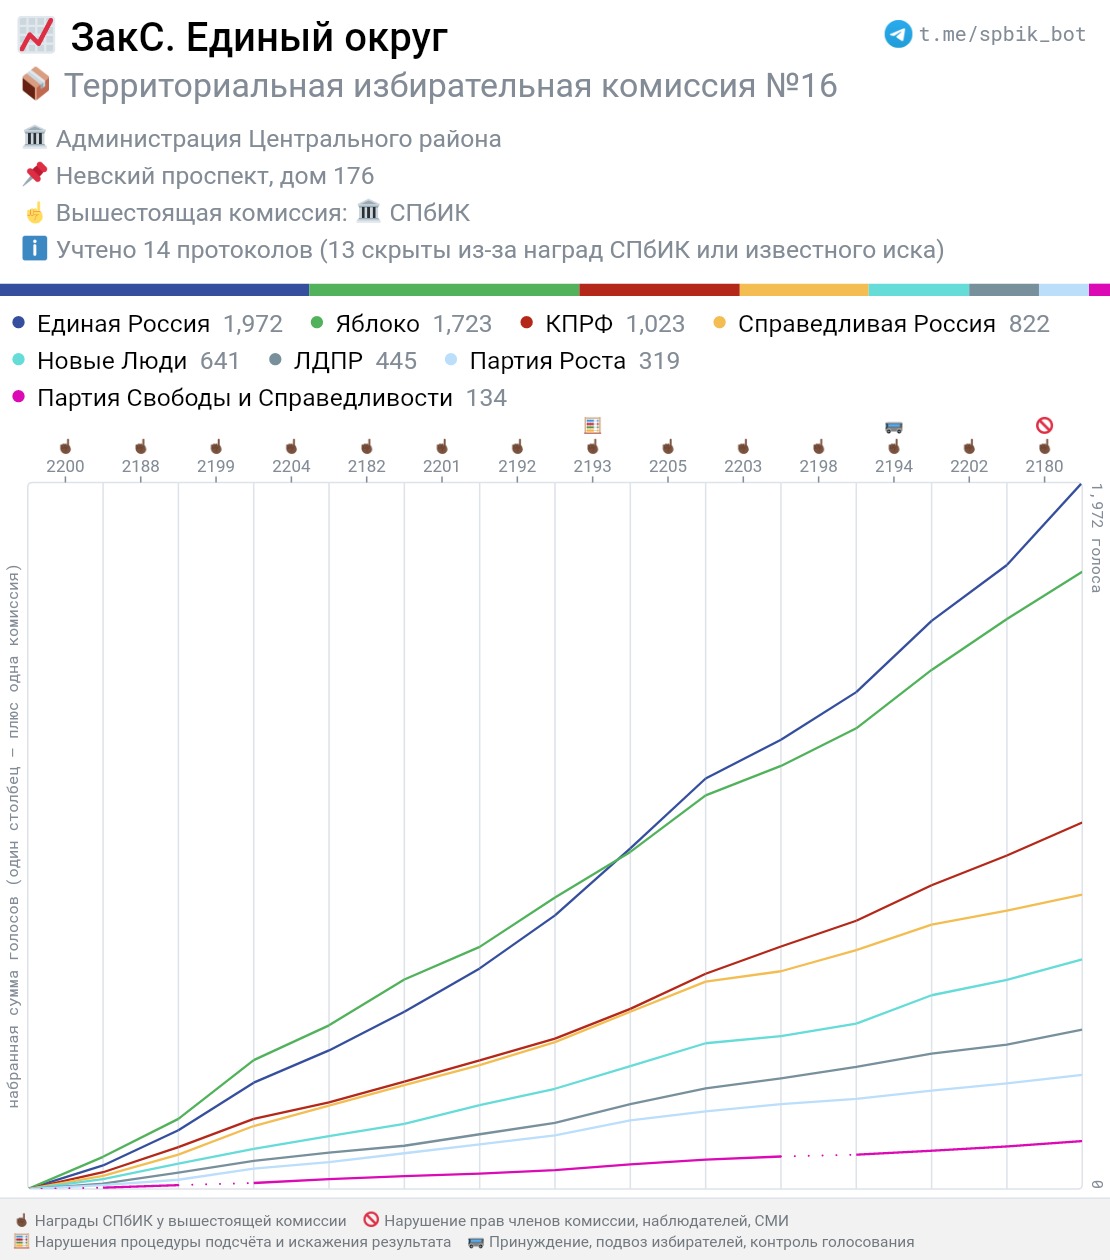 ЗакС. Единый округ
t.me/spbik_bot
Территориальная избирательная комиссия №16
Администрация Центрального района
Невский проспект, дом 176
Вышестоящая комиссия: СПбИК
Учтено 14 протоколов (13 скрыты из-за наград СПбИК или известного иска)
Единая Россия 1,972 Яблоко 1,723 КПРФ 1,023 Справедливая Россия 822
Новые Люди 641 ЛДПР 445 Партия Роста 319
Партия Свободы и Справедливости 134
2200 2188 2199 2204 2182 2201 2192 2193 2205 2203 2198 2194 2202 2180
1,972 голоса
набранная сумма голосов (один столбец — плюс одна комиссия)
0
Награды СПбИК у вышестоящей комиссии Нарушение прав членов комиссии, наблюдателей, СМИ
Нарушения процедуры подсчёта и искажения результата Принуждение, подвоз избирателей, контроль голосования